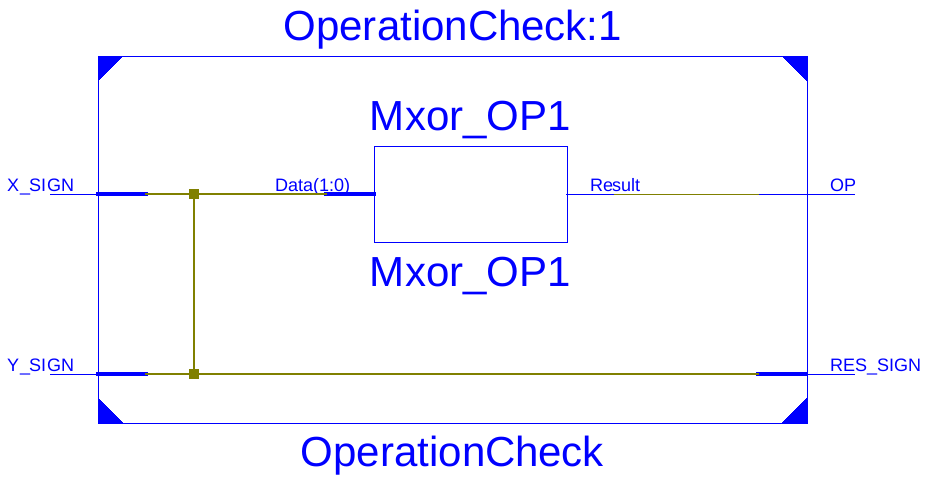 OperationCheck:1
Mxor_OP1
X_SIGN
Data(1:0)
Result
OP
Mxor_OP1
Y_SIGN
RES_SIGN
OperationCheck